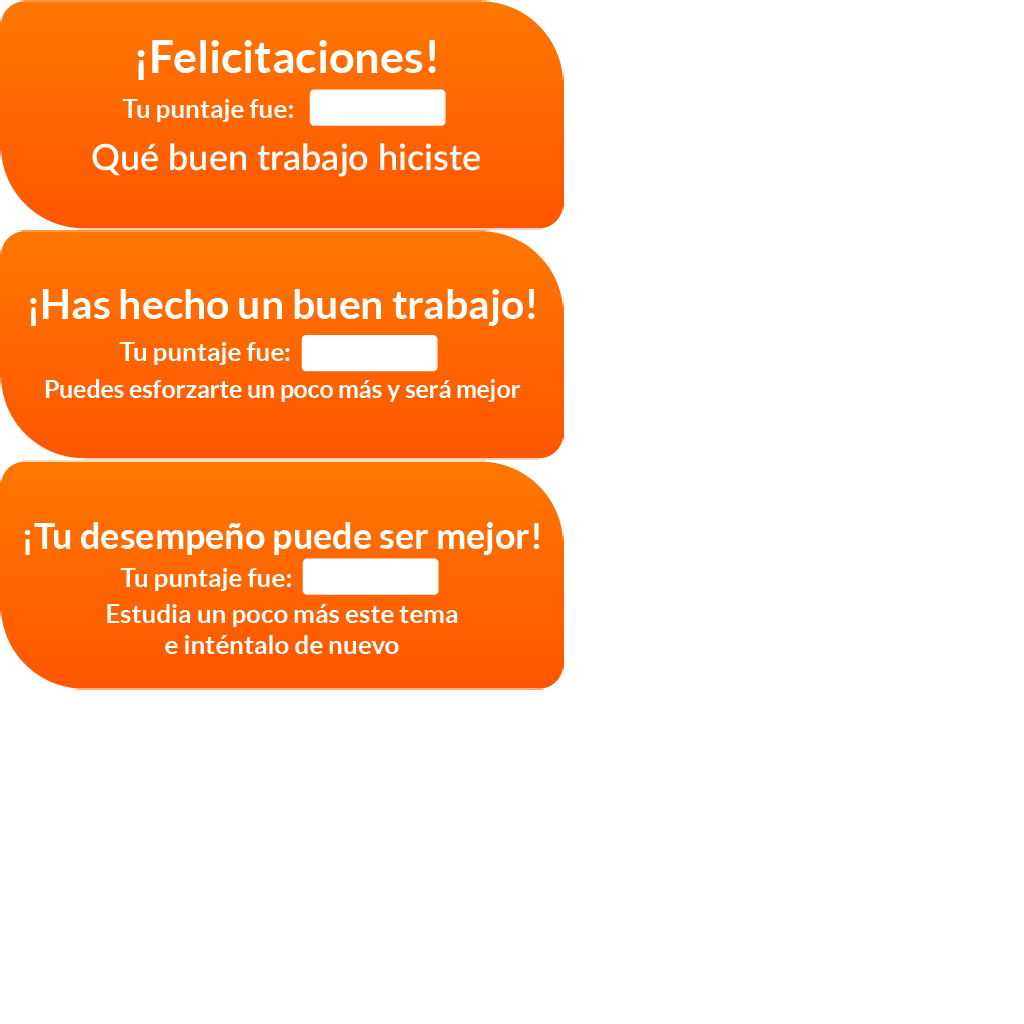 ¡Felicitaciones!
Tu puntaje fue:
Qué buen trabajo hiciste
¡Has hecho un buen trabajo!
Tu puntaje fue:
Puedes esforzarte un poco más y será mejor
¡Tu desempeño puede ser mejor!
Tu puntaje fue:
Estudia un poco más este tema
e inténtalo de nuevo